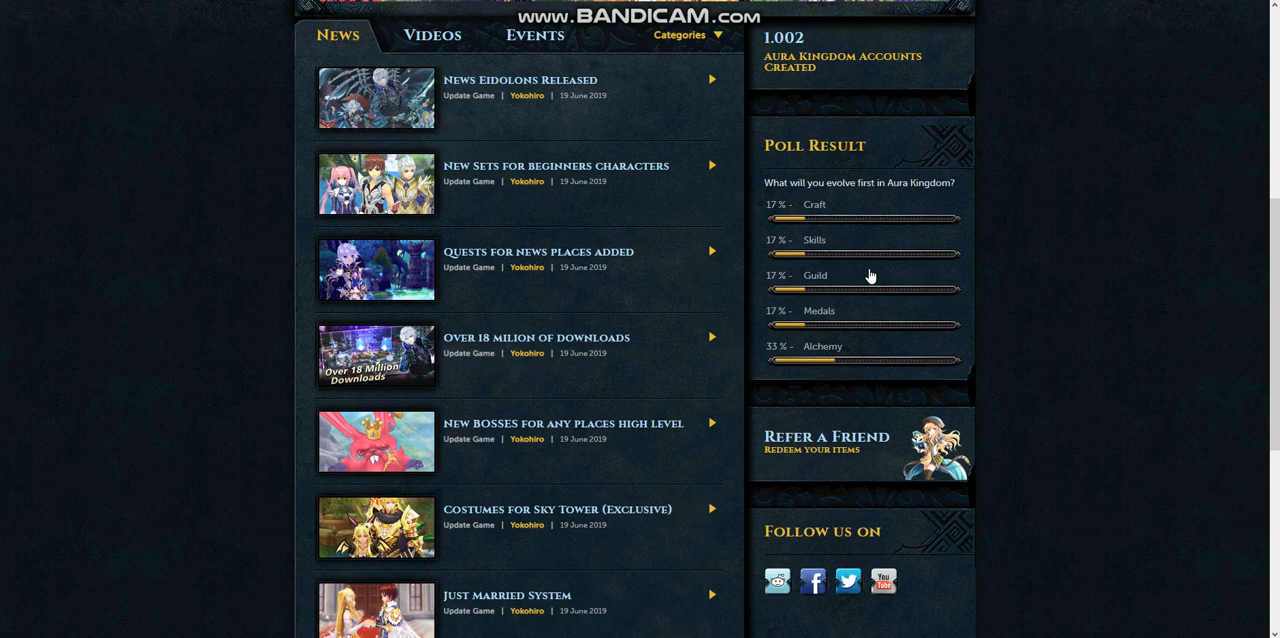 www.BANDICAM.com
News
Videos
Events
Categories
News Eidolons Released
Update Game | Yokohiro | 19 June 2019
New Sets for beginners characters
Update Game | Yokohiro | 19 June 2019
Quests for news places added
Update Game | Yokohiro | 19 June 2019
Over 18 milion of downloads
Update Game | Yokohiro | 19 June 2019
Over 18 Million
Downloads
New BOSSES for any places high level
Update Game | Yokohiro | 19 June 2019
Costumes for Sky Tower (Exclusive)
Update Game | Yokohiro | 19 June 2019
Just Married System
Update Game | Yokohiro | 19 June 2019
1.002
Aura Kingdom Accounts
Created
Poll Result
What will you evolve first in Aura Kingdom?
17 % - Craft
17 % - Skills
17 % - Guild
17 % - Medals
33 % - Alchemy
Refer a Friend
Redeem your items
Follow us on
You
Tube